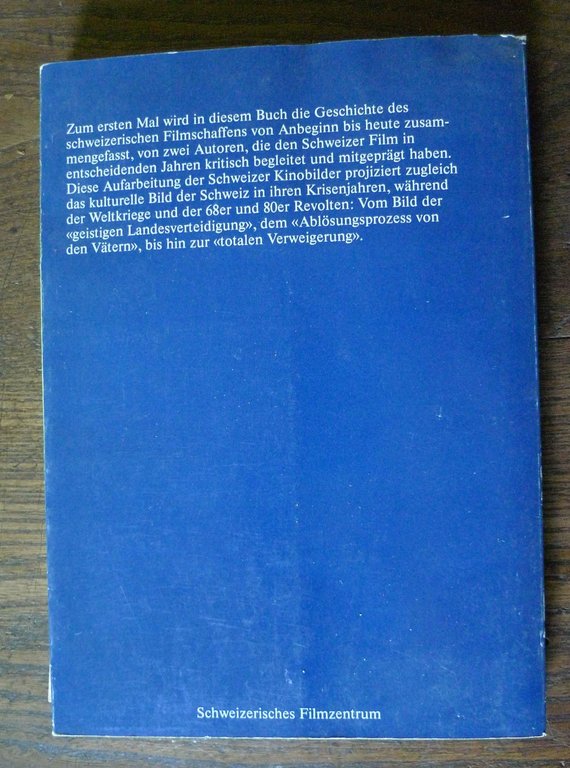 Zum ersten Mal wird in diesem Buch die Geschichte des
schweizerischen Filmschaffens von Anbeginn bis heute zusam-
mengefasst, von zwei Autoren, die den Schweizer Film in
entscheidenden Jahren kritisch begleitet und mitgeprägt haben.
Diese Aufarbeitung der Schweizer Kinobilder projiziert zugleich
das kulturelle Bild der Schweiz in ihren Krisenjahren, während
der Weltkriege und der 68er und 80er Revolten: Vom Bild der
«geistigen Landesverteidigung», dem «Ablösungsprozess von
den Vätern», bis hin zur «totalen Verweigerung».
Schweizerisches Filmzentrum